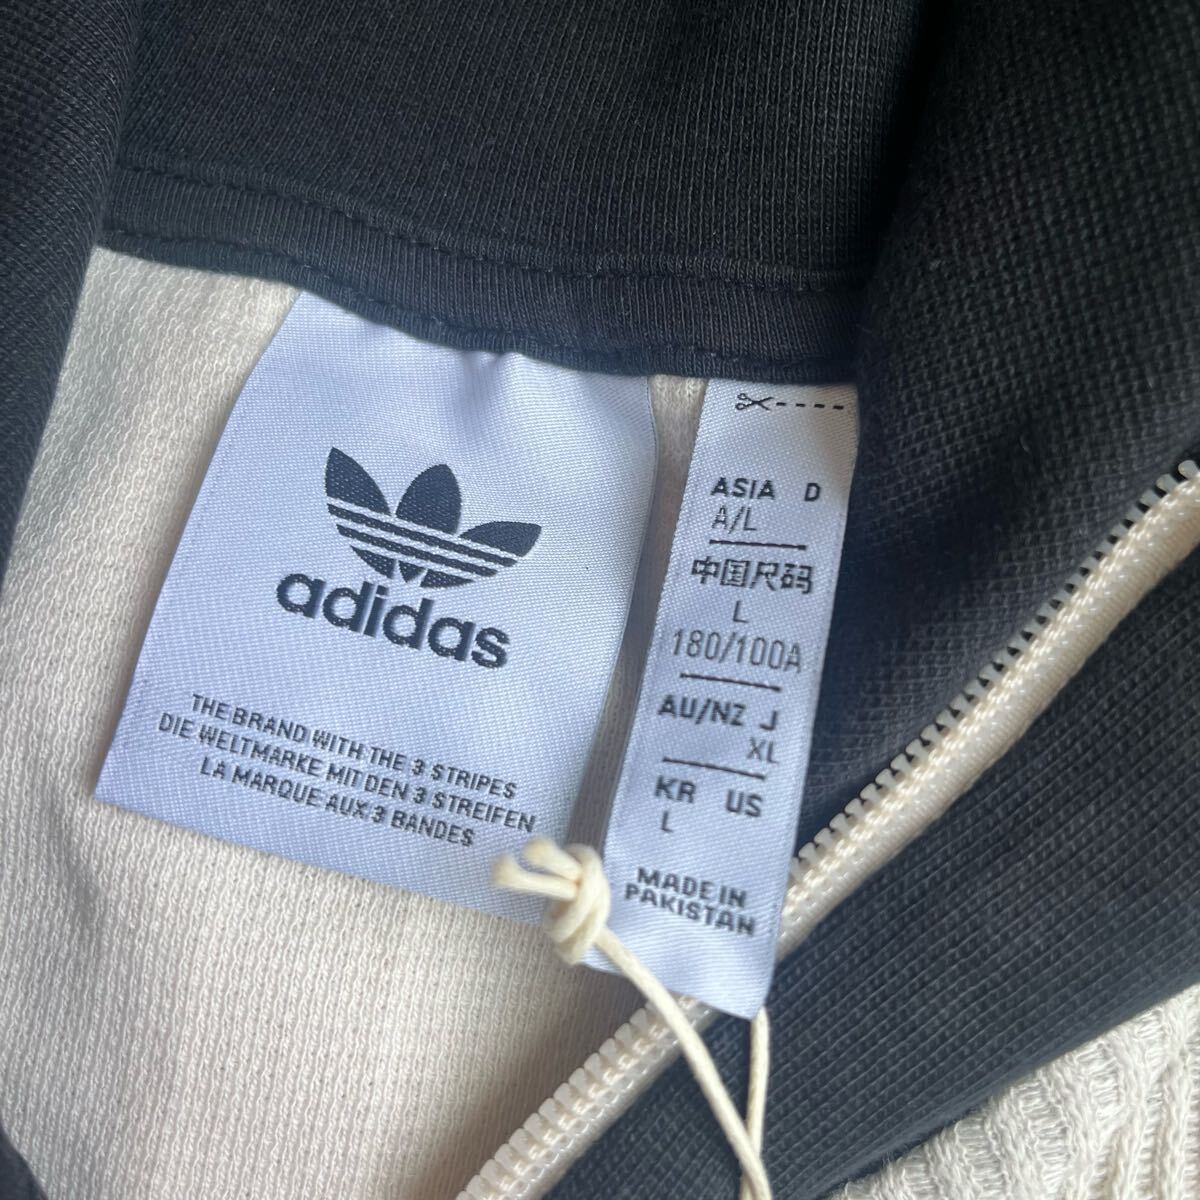 adidas
THE BRAND WITH THE 3 STRIPES
DIE WELTMARKE MIT DEN 3 STREIFEN
LA MARQUE AUX 3 BANDES
ASIA D
A/L
中国尺码
L
180/100A
AU/NZ J
XL
KR US
L
MADE IN
PAKISTAN